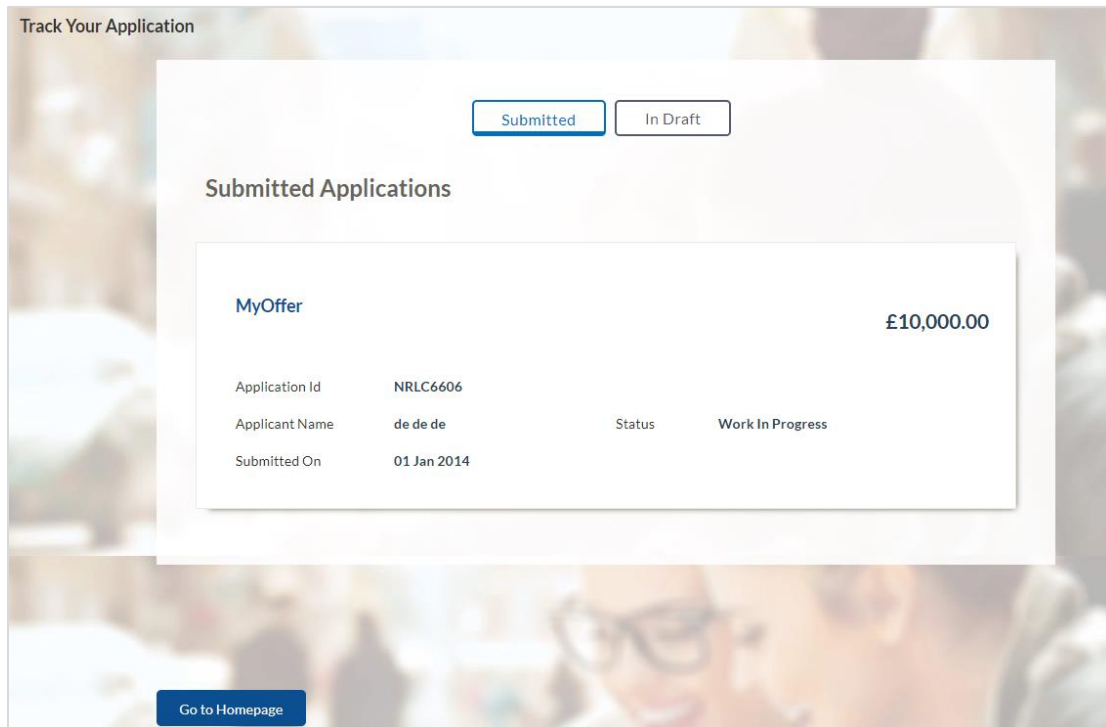 Track Your Application
Submitted In Draft
Submitted Applications
MyOffer
£10,000.00
Application Id NRLC6606
Applicant Name de de de Status Work In Progress
Submitted On 01 Jan 2014
Go to Homepage